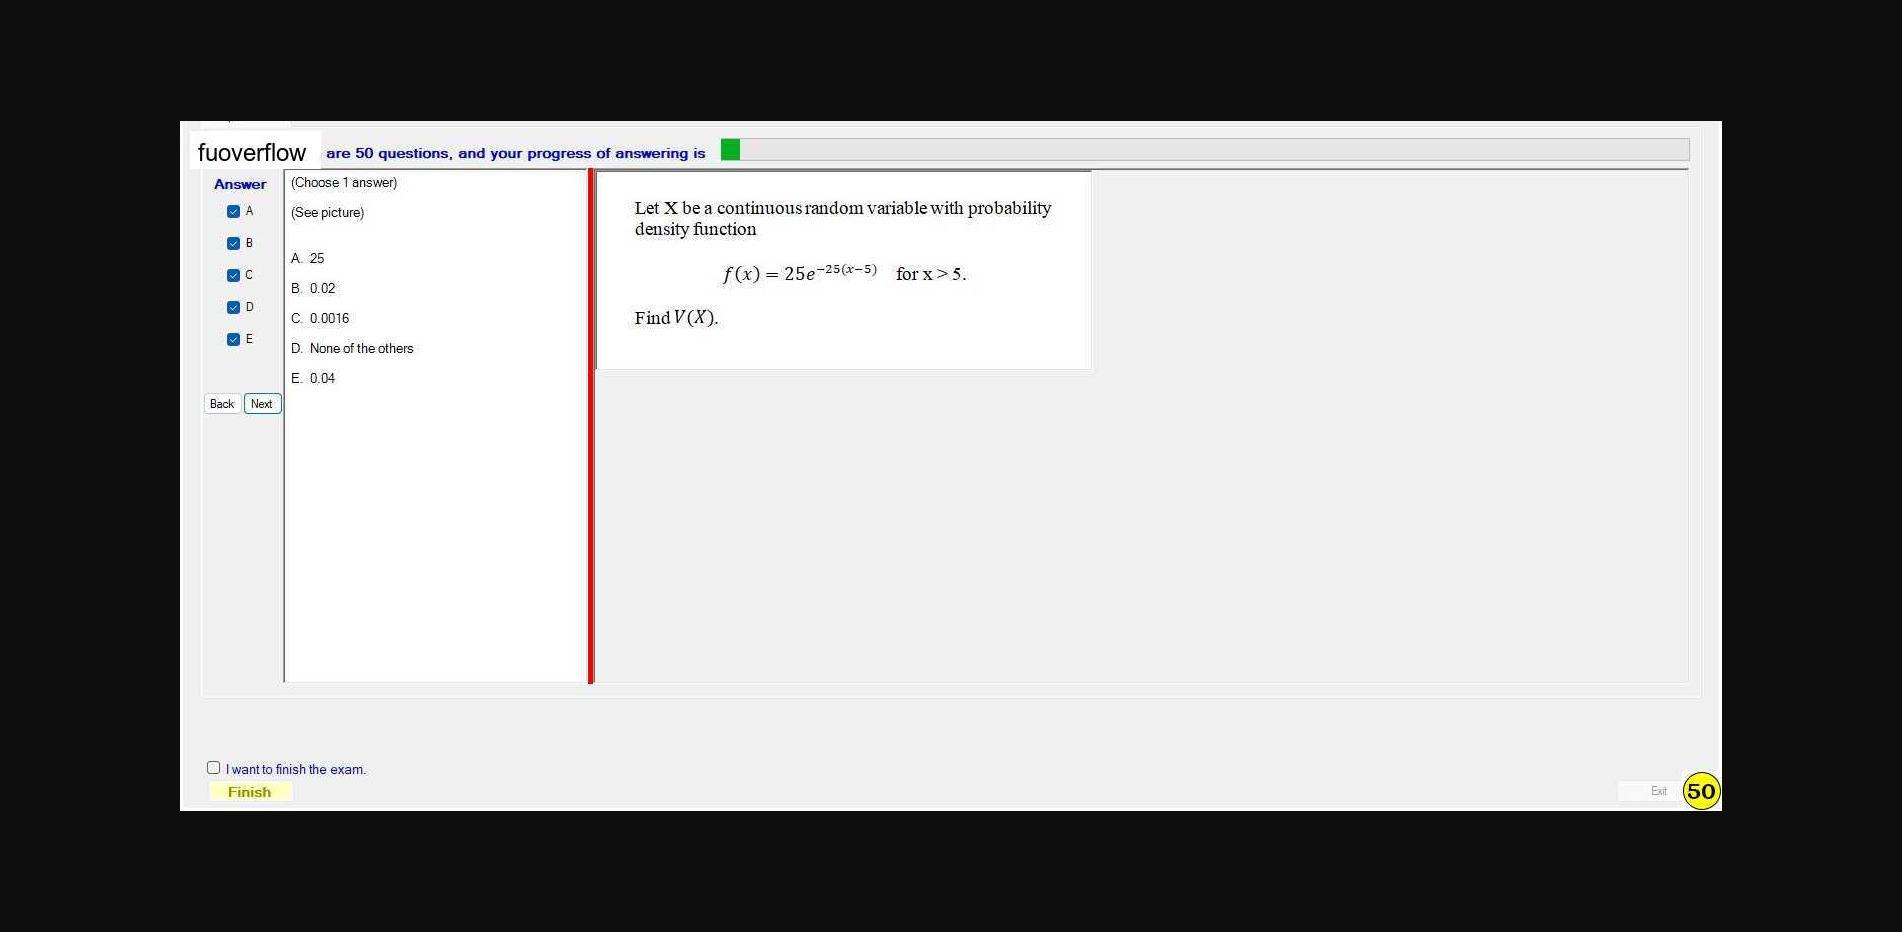 fuoverflow are 50 questions, and your progress of answering is
Answer
A
B
C
D
E
Back Next
(Choose 1 answer)
(See picture)
A. 25
B. 0.02
C. 0.0016
D. None of the others
E. 0.04
Let X be a continuous random variable with probability
density function
f(x) = 25e^{-25(x-5)} for x > 5.
Find V(X).
I want to finish the exam.
Finish
Exit
50